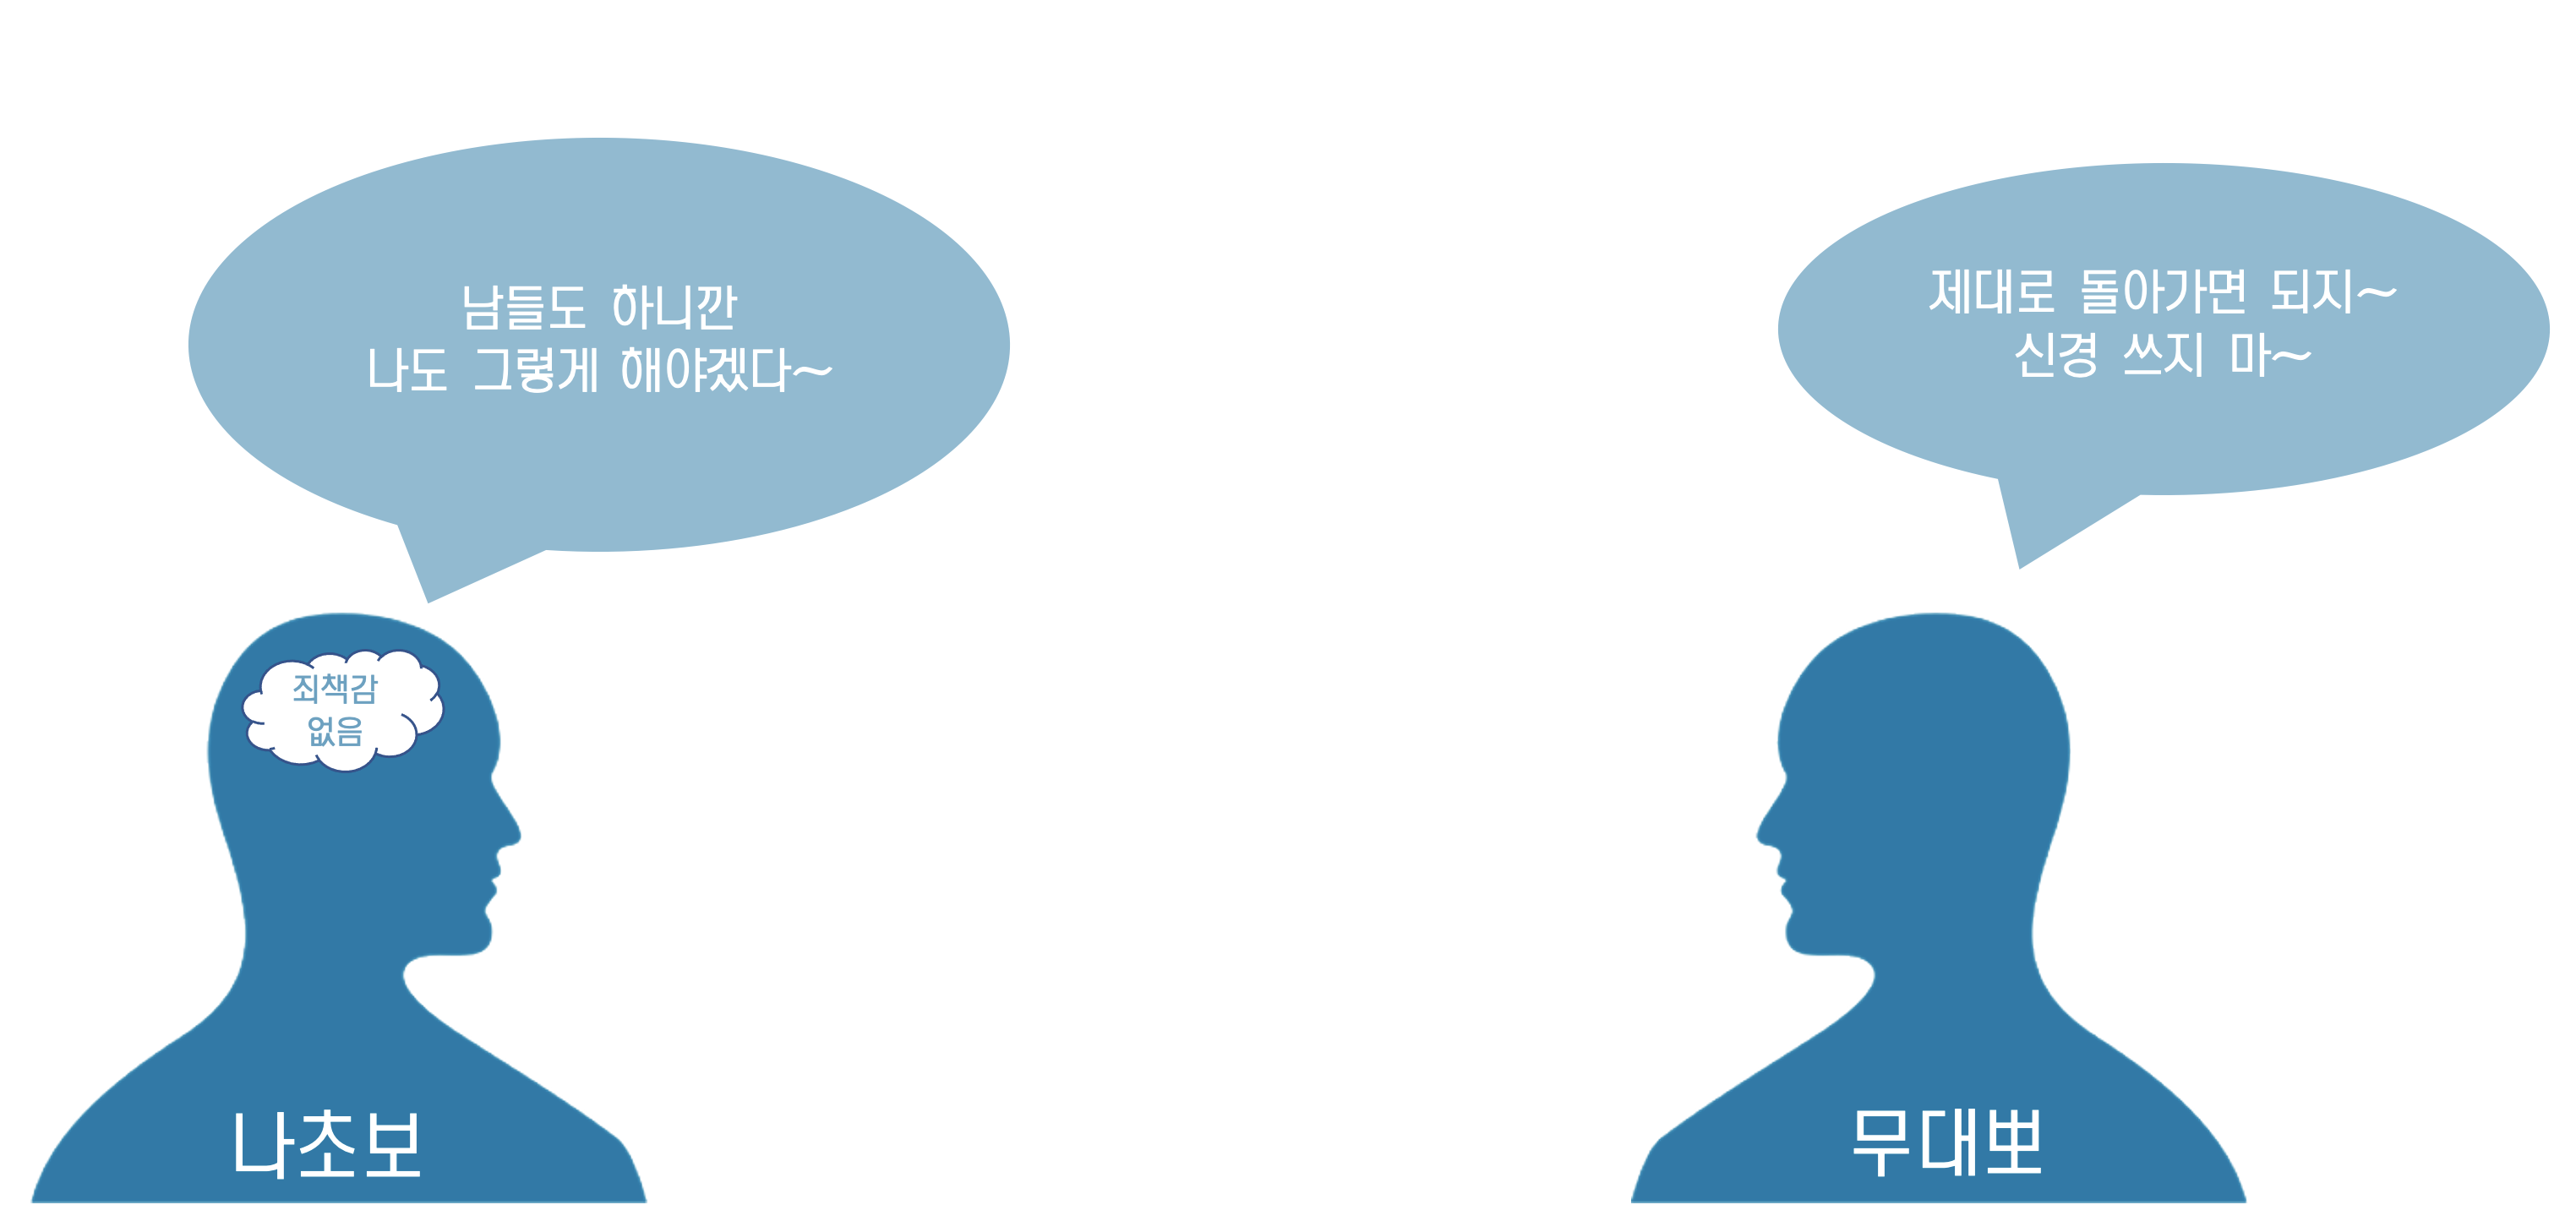 남들도 하니깐
나도 그렇게 해야겠다~
제대로 돌아가면 되지~
신경 쓰지 마~
죄책감
없음
나초보
무대뽀